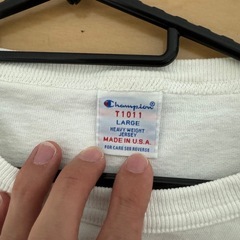 Champion
T1011
LARGE
HEAVY WEIGHT
JERSEY
MADE IN U.S.A.
FOR CARE SEE REVERSE